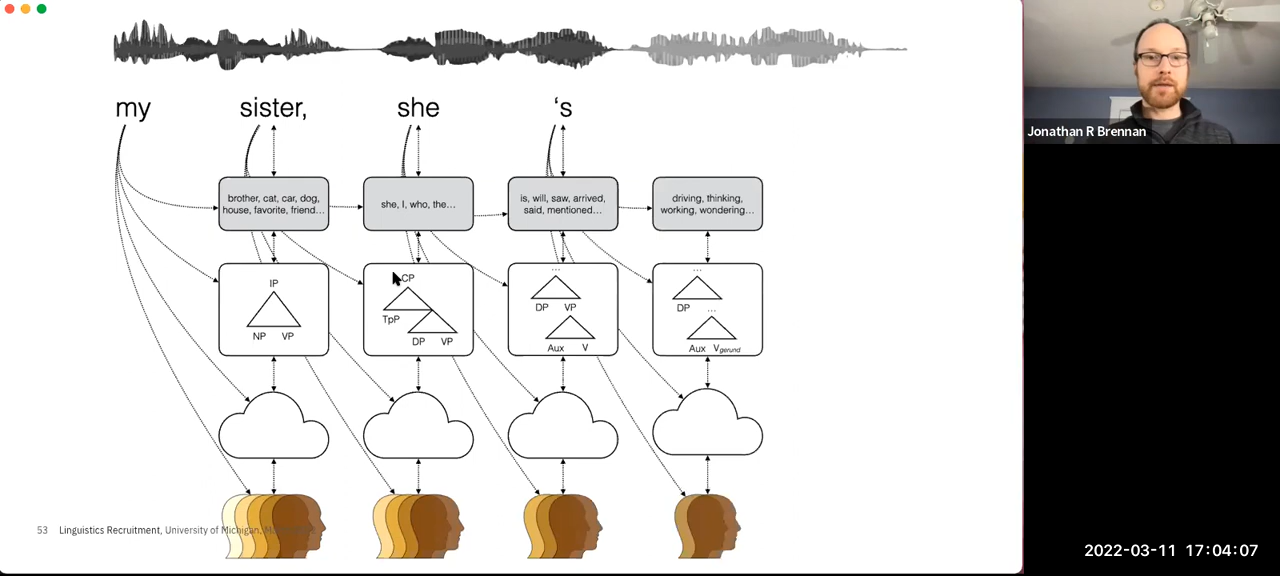 my sister, she 's
brother, cat, car, dog,
house, favorite, friend...
she, I, who, the...
is, will, saw, arrived,
said, mentioned...
driving, thinking,
working, wondering...
IP
NP VP
CP
TpP
DP VP
...
DP VP
Aux V
...
DP ...
Aux Vgerund
53 Linguistics Recruitment, University of Michigan,
Jonathan R Brennan
2022-03-11 17:04:07